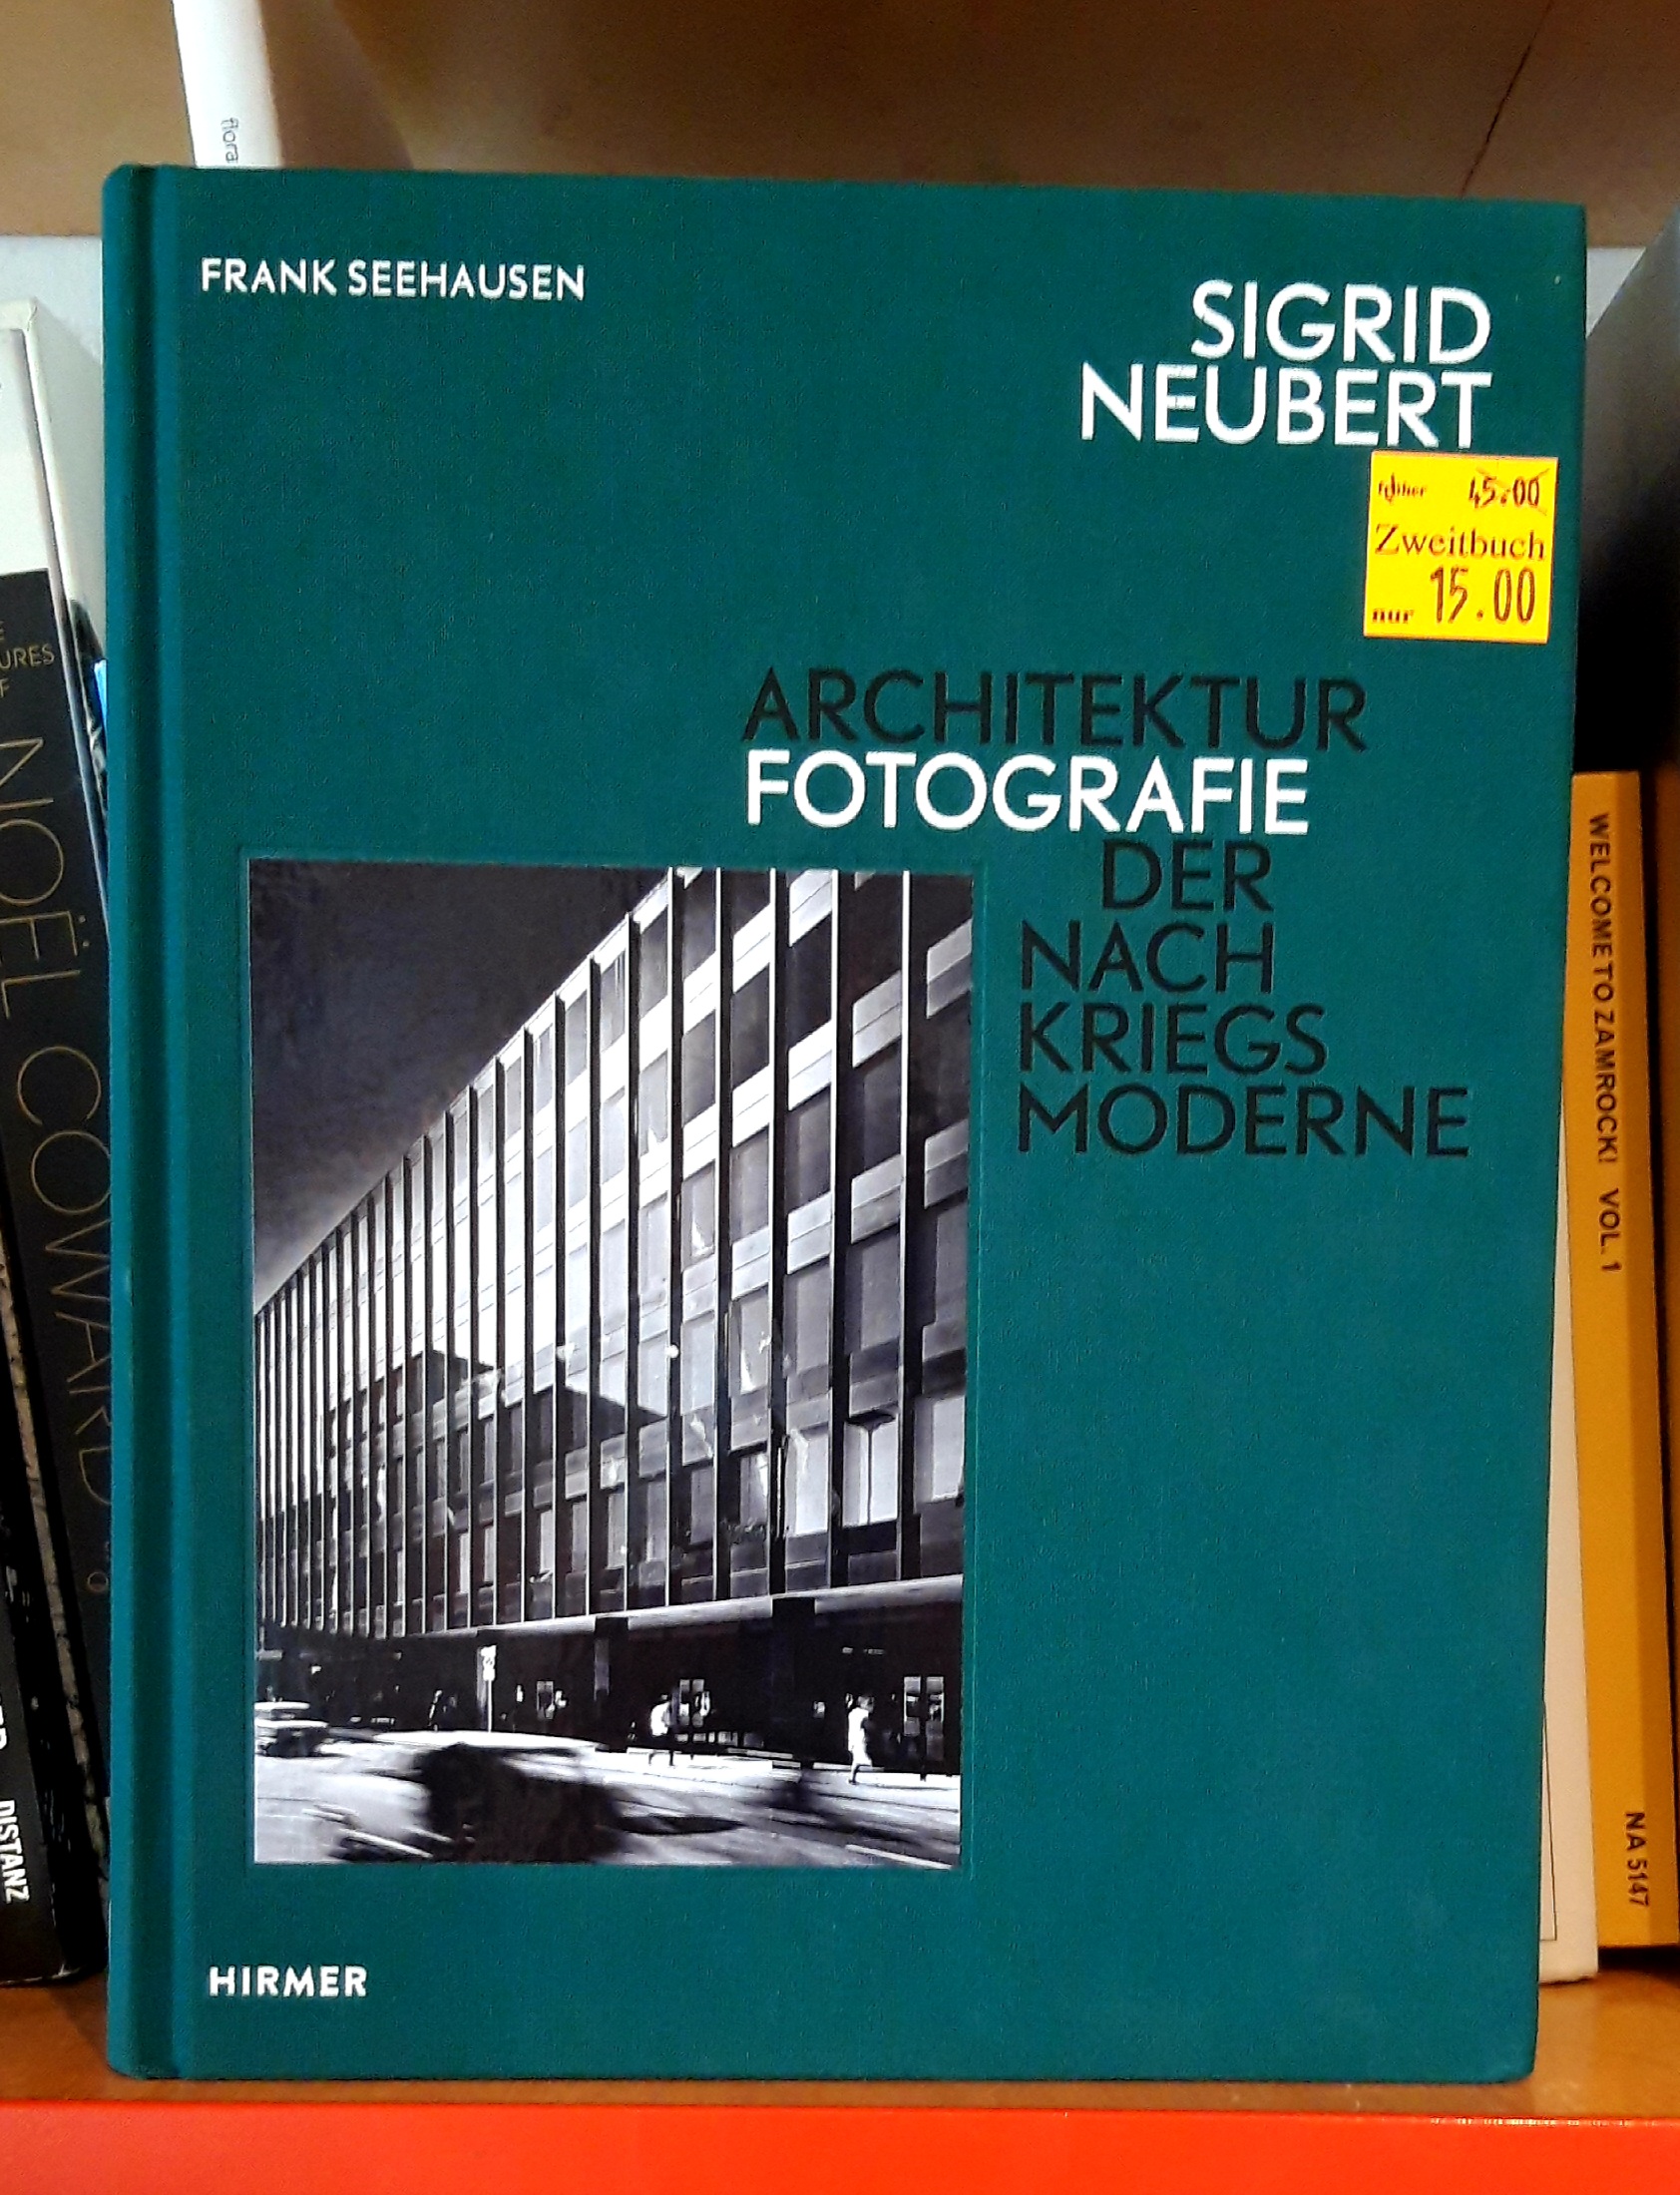 flora
FRANK SEEHAUSEN
SIGRID
NEUBERT
früher 45.00
Zweitbuch
nur 15.00
ARCHITEKTUR
FOTOGRAFIE
DER
NACH
KRIEGS
MODERNE
HIRMER
NOËL COWARD
DISTANZ
WELCOME TO ZAMROCK! VOL. 1
NA 5147